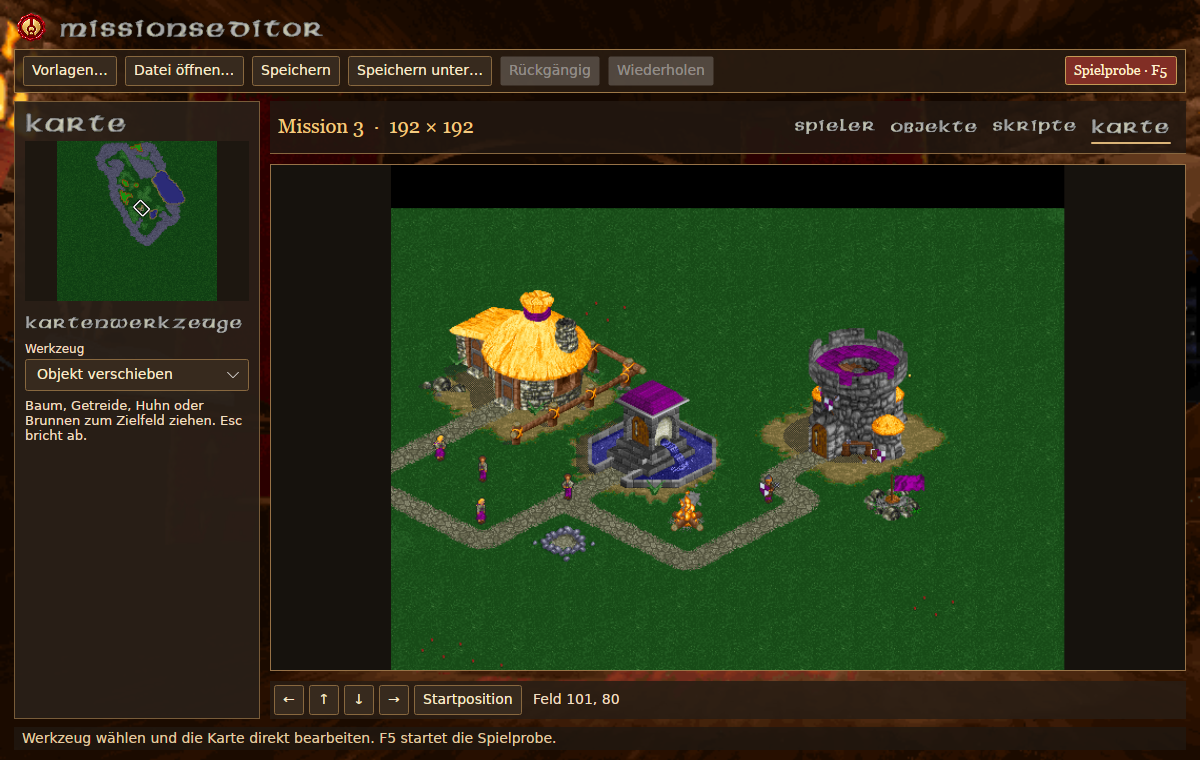 missionseditor
Vorlagen... Datei öffnen... Speichern Speichern unter... Rückgängig Wiederholen Spielprobe · F5
karte
Mission 3 · 192 × 192
spieler objekte skripte karte
kartenwerkzeuge
Werkzeug
Objekt verschieben
Baum, Getreide, Huhn oder
Brunnen zum Zielfeld ziehen. Esc
bricht ab.
← ↑ ↓ → Startposition Feld 101, 80
Werkzeug wählen und die Karte direkt bearbeiten. F5 startet die Spielprobe.